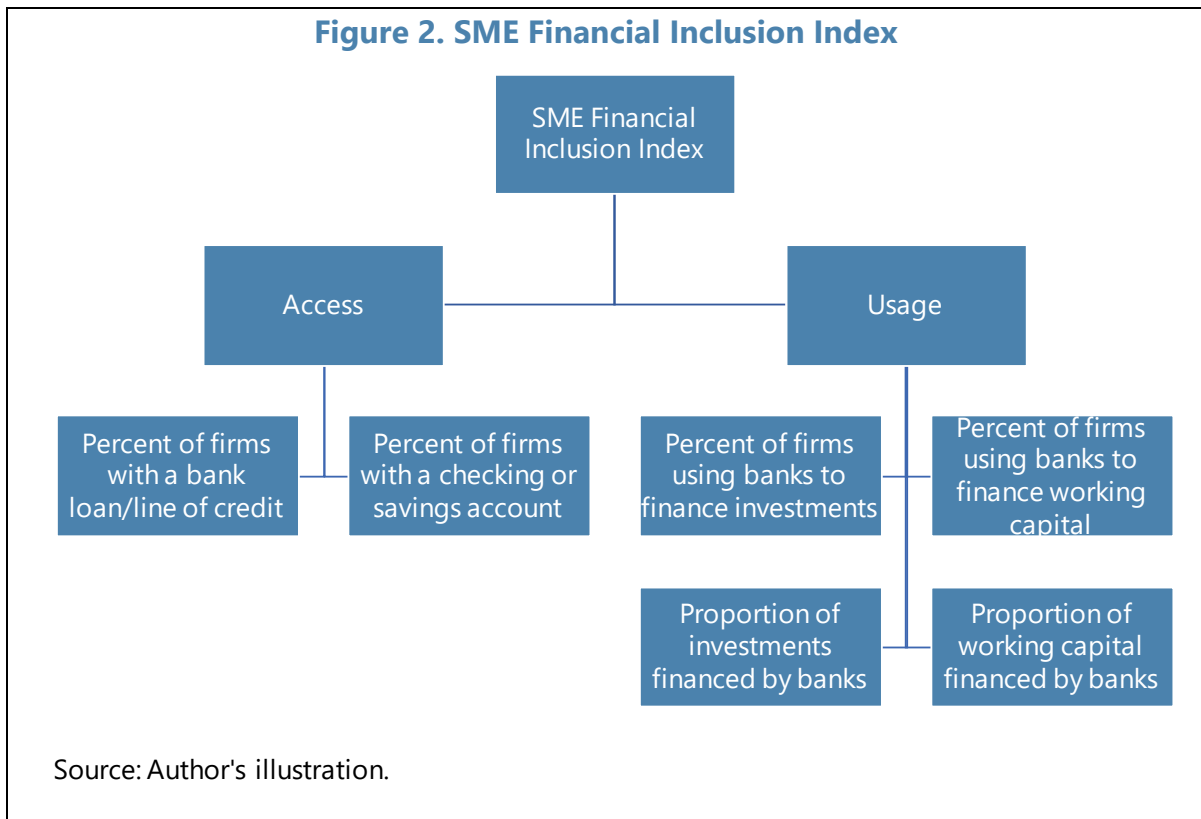 Figure 2. SME Financial Inclusion Index
SME Financial
Inclusion Index
Access
Usage
Percent of firms
with a bank
loan/line of credit
Percent of firms
with a checking or
savings account
Percent of firms
using banks to
finance investments
Percent of firms
using banks to
finance working
capital
Proportion of
investments
financed by banks
Proportion of
working capital
financed by banks
Source: Author's illustration.